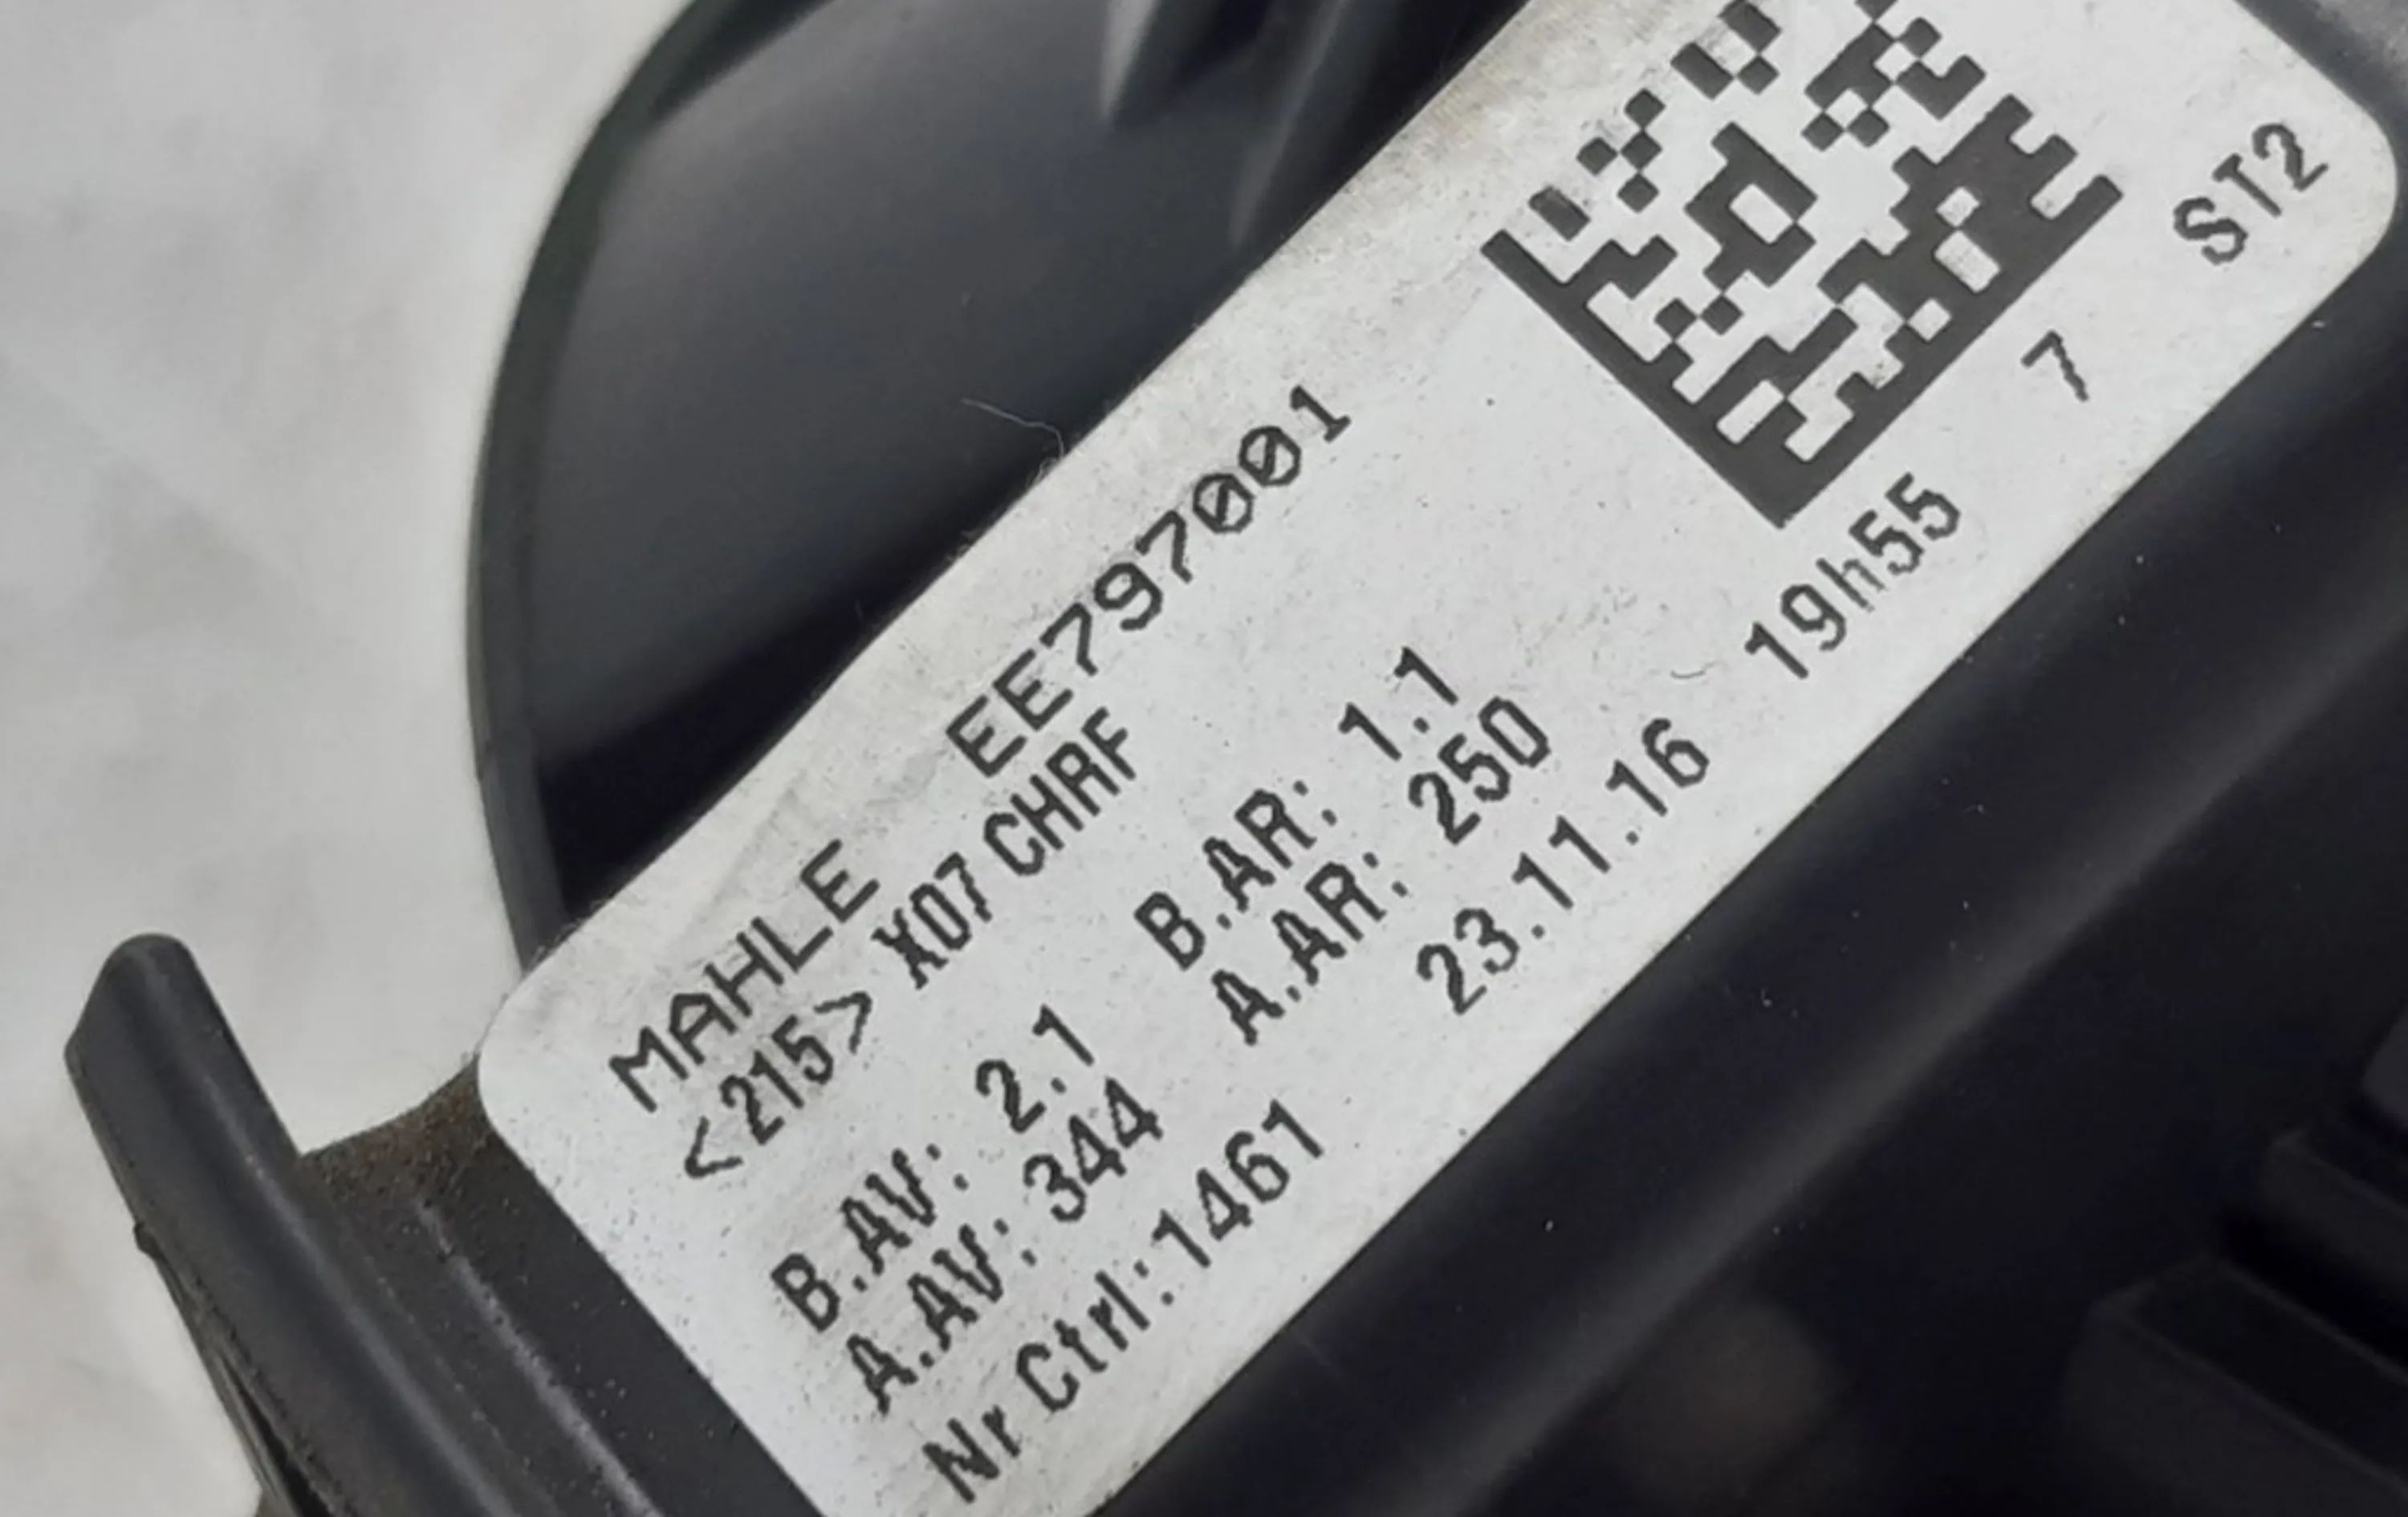 MAHLE EE797001
<215> X07 CHRF
B.AV: 2.1 B.AR: 1.1
A.AV: 344 A.AR: 250
Nr Ctrl:1461 23.11.16 19h55 7 ST2